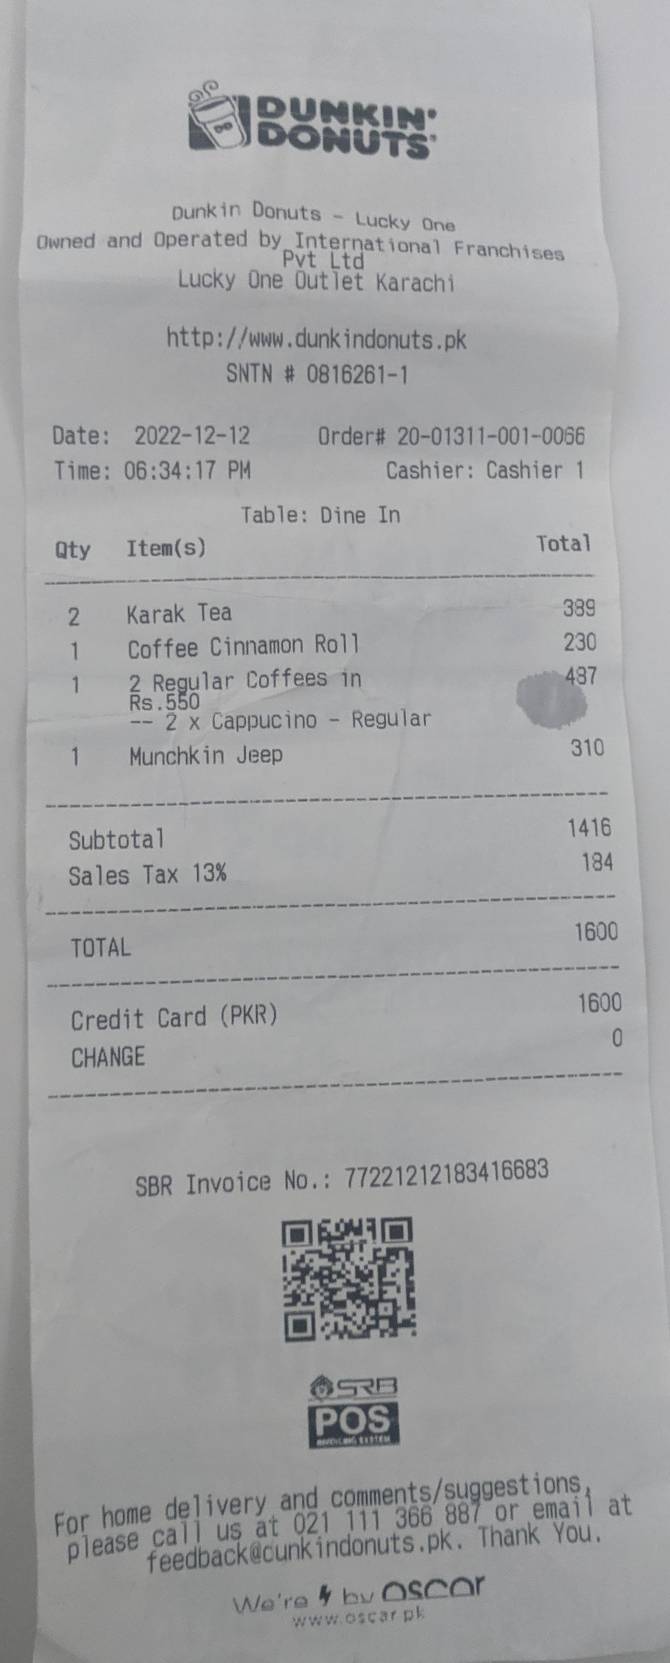 DUNKIN'
DONUTS
Dunkin Donuts - Lucky One
Owned and Operated by International Franchises
Pvt Ltd
Lucky One Outlet Karachi
http://www.dunkindonuts.pk
SNTN # 0816261-1
Date: 2022-12-12 Order# 20-01311-001-0066
Time: 06:34:17 PM Cashier: Cashier 1
Table: Dine In
Qty Item(s) Total
2 Karak Tea 389
1 Coffee Cinnamon Roll 230
1 2 Regular Coffees in 487
Rs.550
-- 2 x Cappucino - Regular
1 Munchkin Jeep 310
Subtotal 1416
Sales Tax 13% 184
TOTAL 1600
Credit Card (PKR) 1600
CHANGE 0
SBR Invoice No.: 77221212183416683
SRB
POS
INVOICING SYSTEM
For home delivery and comments/suggestions,
please call us at 021 111 366 887 or email at
feedback@dunkindonuts.pk. Thank You.
We're by oscar
www.oscar.pk